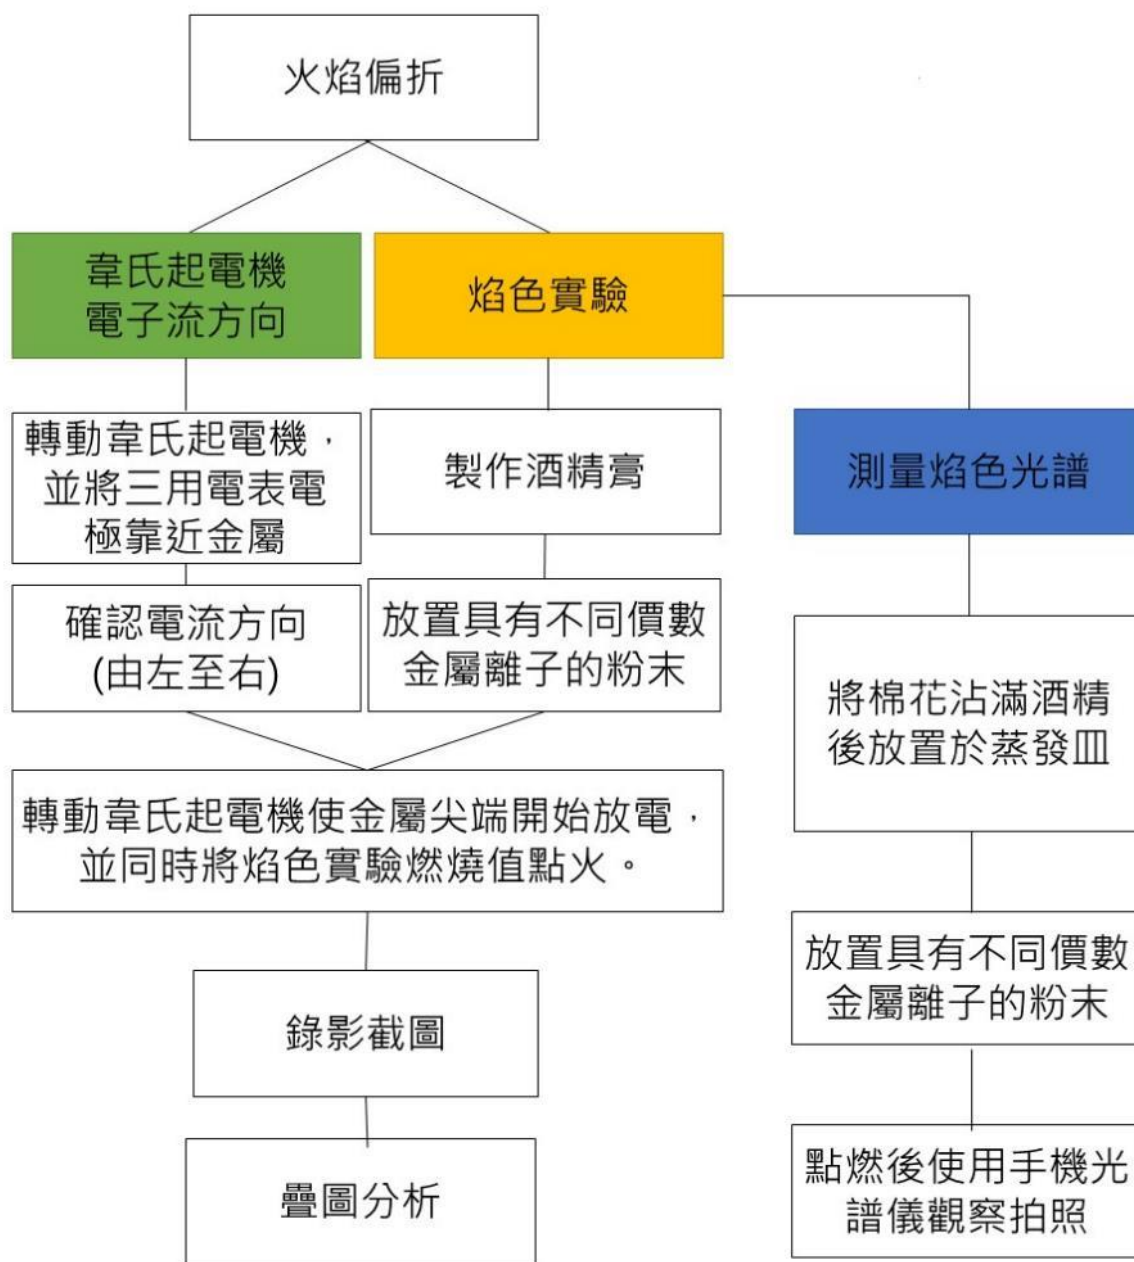 火焰偏折
韋氏起電機
電子流方向
轉動韋氏起電機，
並將三用電表電
極靠近金屬
確認電流方向
(由左至右)
焰色實驗
製作酒精膏
放置具有不同價數
金屬離子的粉末
轉動韋氏起電機使金屬尖端開始放電，
並同時將焰色實驗燃燒值點火。
錄影截圖
疊圖分析
測量焰色光譜
將棉花沾滿酒精
後放置於蒸發皿
放置具有不同價數
金屬離子的粉末
點燃後使用手機光
譜儀觀察拍照